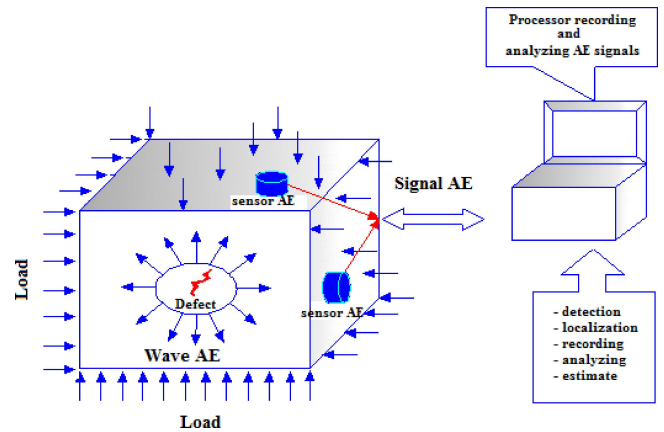 Processor recording
and
analyzing AE signals
Signal AE
sensor AE
sensor AE
Defect
Wave AE
Load
Load
- detection
- localization
- recording
- analyzing
- estimate